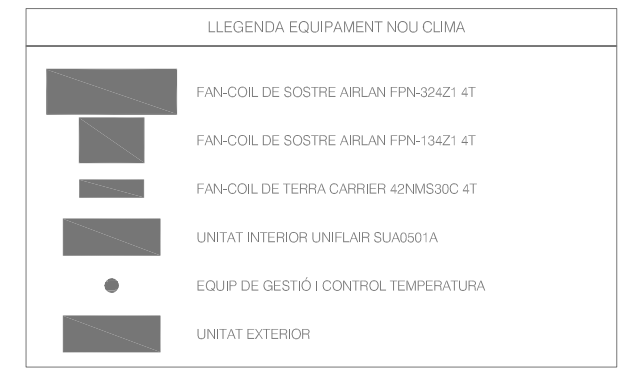 LLEGENDA EQUIPAMENT NOU CLIMA
FAN-COIL DE SOSTRE AIRLAN FPN-324Z1 4T
FAN-COIL DE SOSTRE AIRLAN FPN-134Z1 4T
FAN-COIL DE TERRA CARRIER 42NMS30C 4T
UNITAT INTERIOR UNIFLAIR SUA0501A
EQUIP DE GESTIÓ I CONTROL TEMPERATURA
UNITAT EXTERIOR